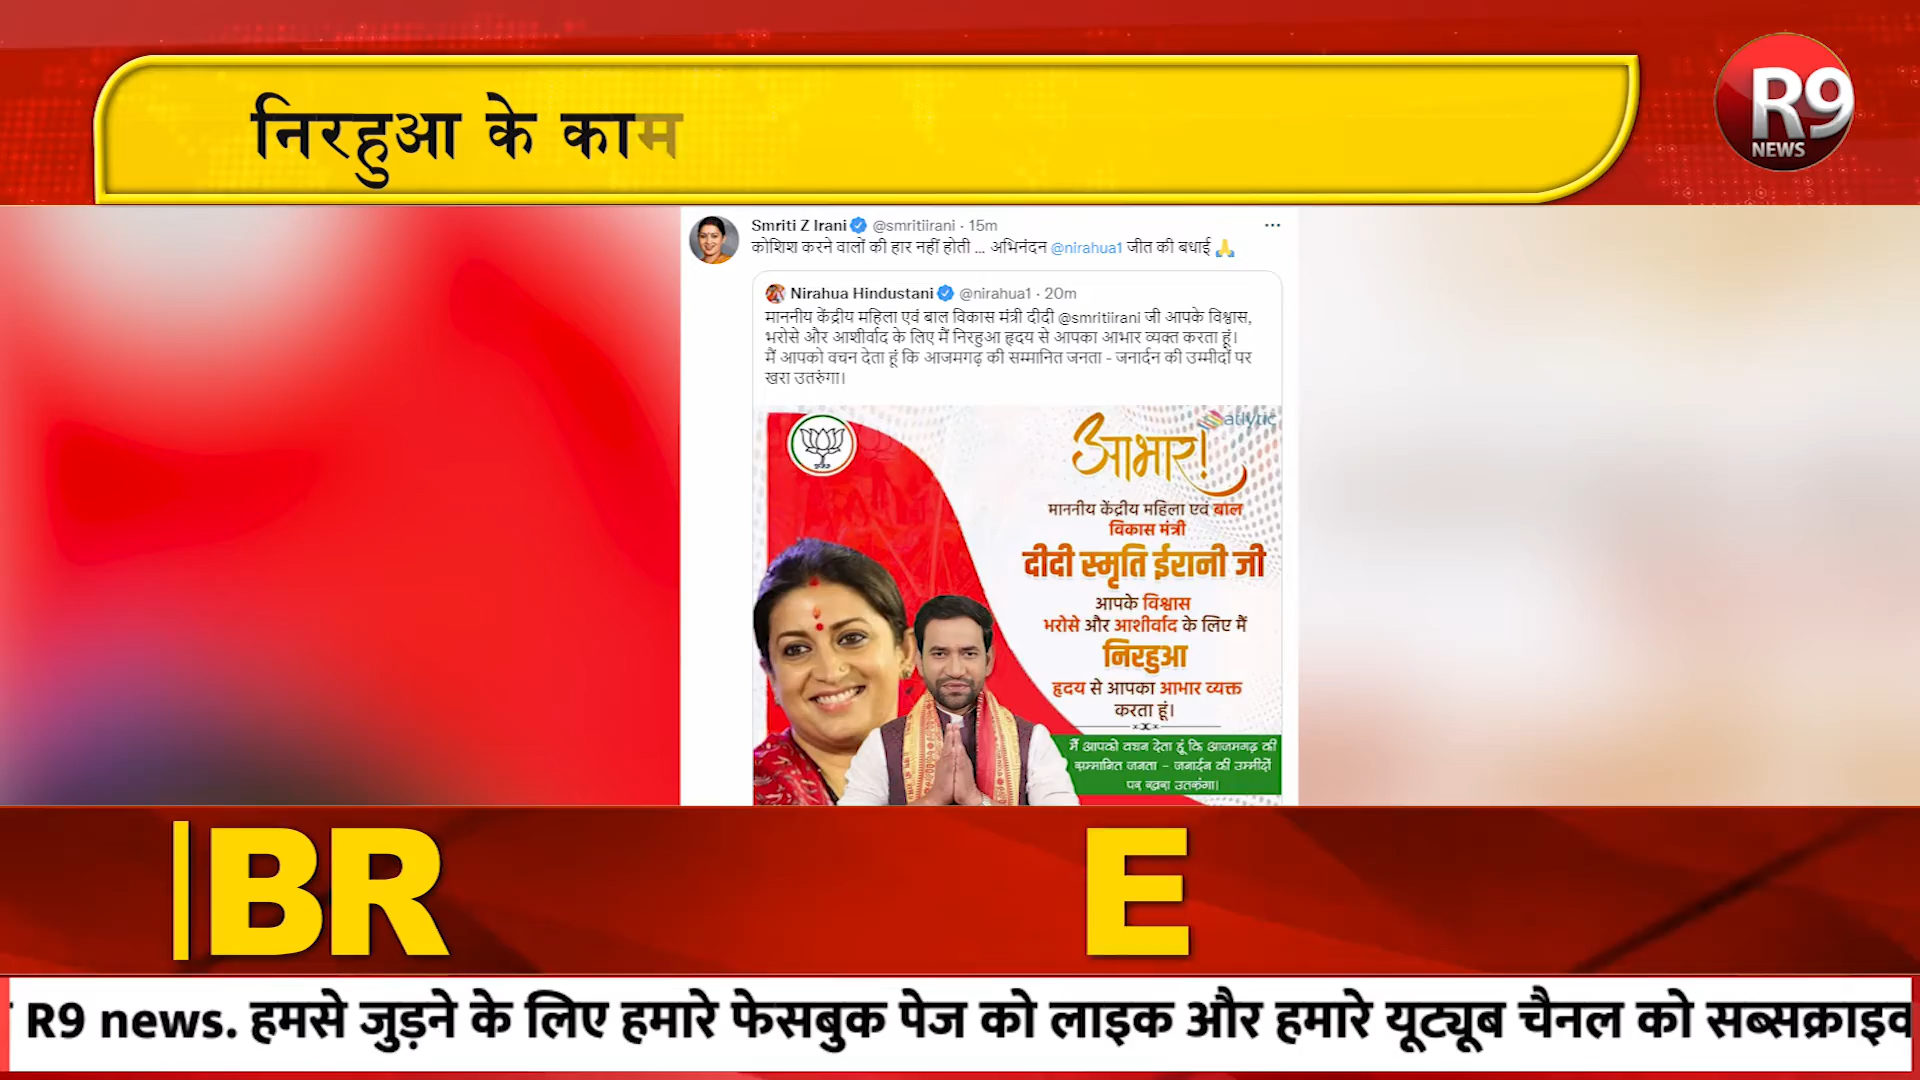 निरहुआ के काम
R9
NEWS
Smriti Z Irani @smritiirani · 15m
कोशिश करने वालों की हार नहीं होती ... अभिनंदन @nirahua1 जीत की बधाई 🙏
Nirahua Hindustani @nirahua1 · 20m
माननीय केंद्रीय महिला एवं बाल विकास मंत्री दीदी @smritiirani जी आपके विश्वास,
भरोसे और आशीर्वाद के लिए मैं निरहुआ हृदय से आपका आभार व्यक्त करता हूं।
मैं आपको वचन देता हूं कि आजमगढ़ की सम्मानित जनता - जनार्दन की उम्मीदों पर
खरा उतरुंगा।
atlytic
आभार!
माननीय केंद्रीय महिला एवं बाल
विकास मंत्री
दीदी स्मृति ईरानी जी
आपके विश्वास
भरोसे और आशीर्वाद के लिए मैं
निरहुआ
हृदय से आपका आभार व्यक्त
करता हूं।
मैं आपको वचन देता हूं कि आजमगढ़ की
सम्मानित जनता - जनार्दन की उम्मीदों
पर खरा उतरुंगा।
BR E
R9 news. हमसे जुड़ने के लिए हमारे फेसबुक पेज को लाइक और हमारे यूट्यूब चैनल को सब्सक्राइब